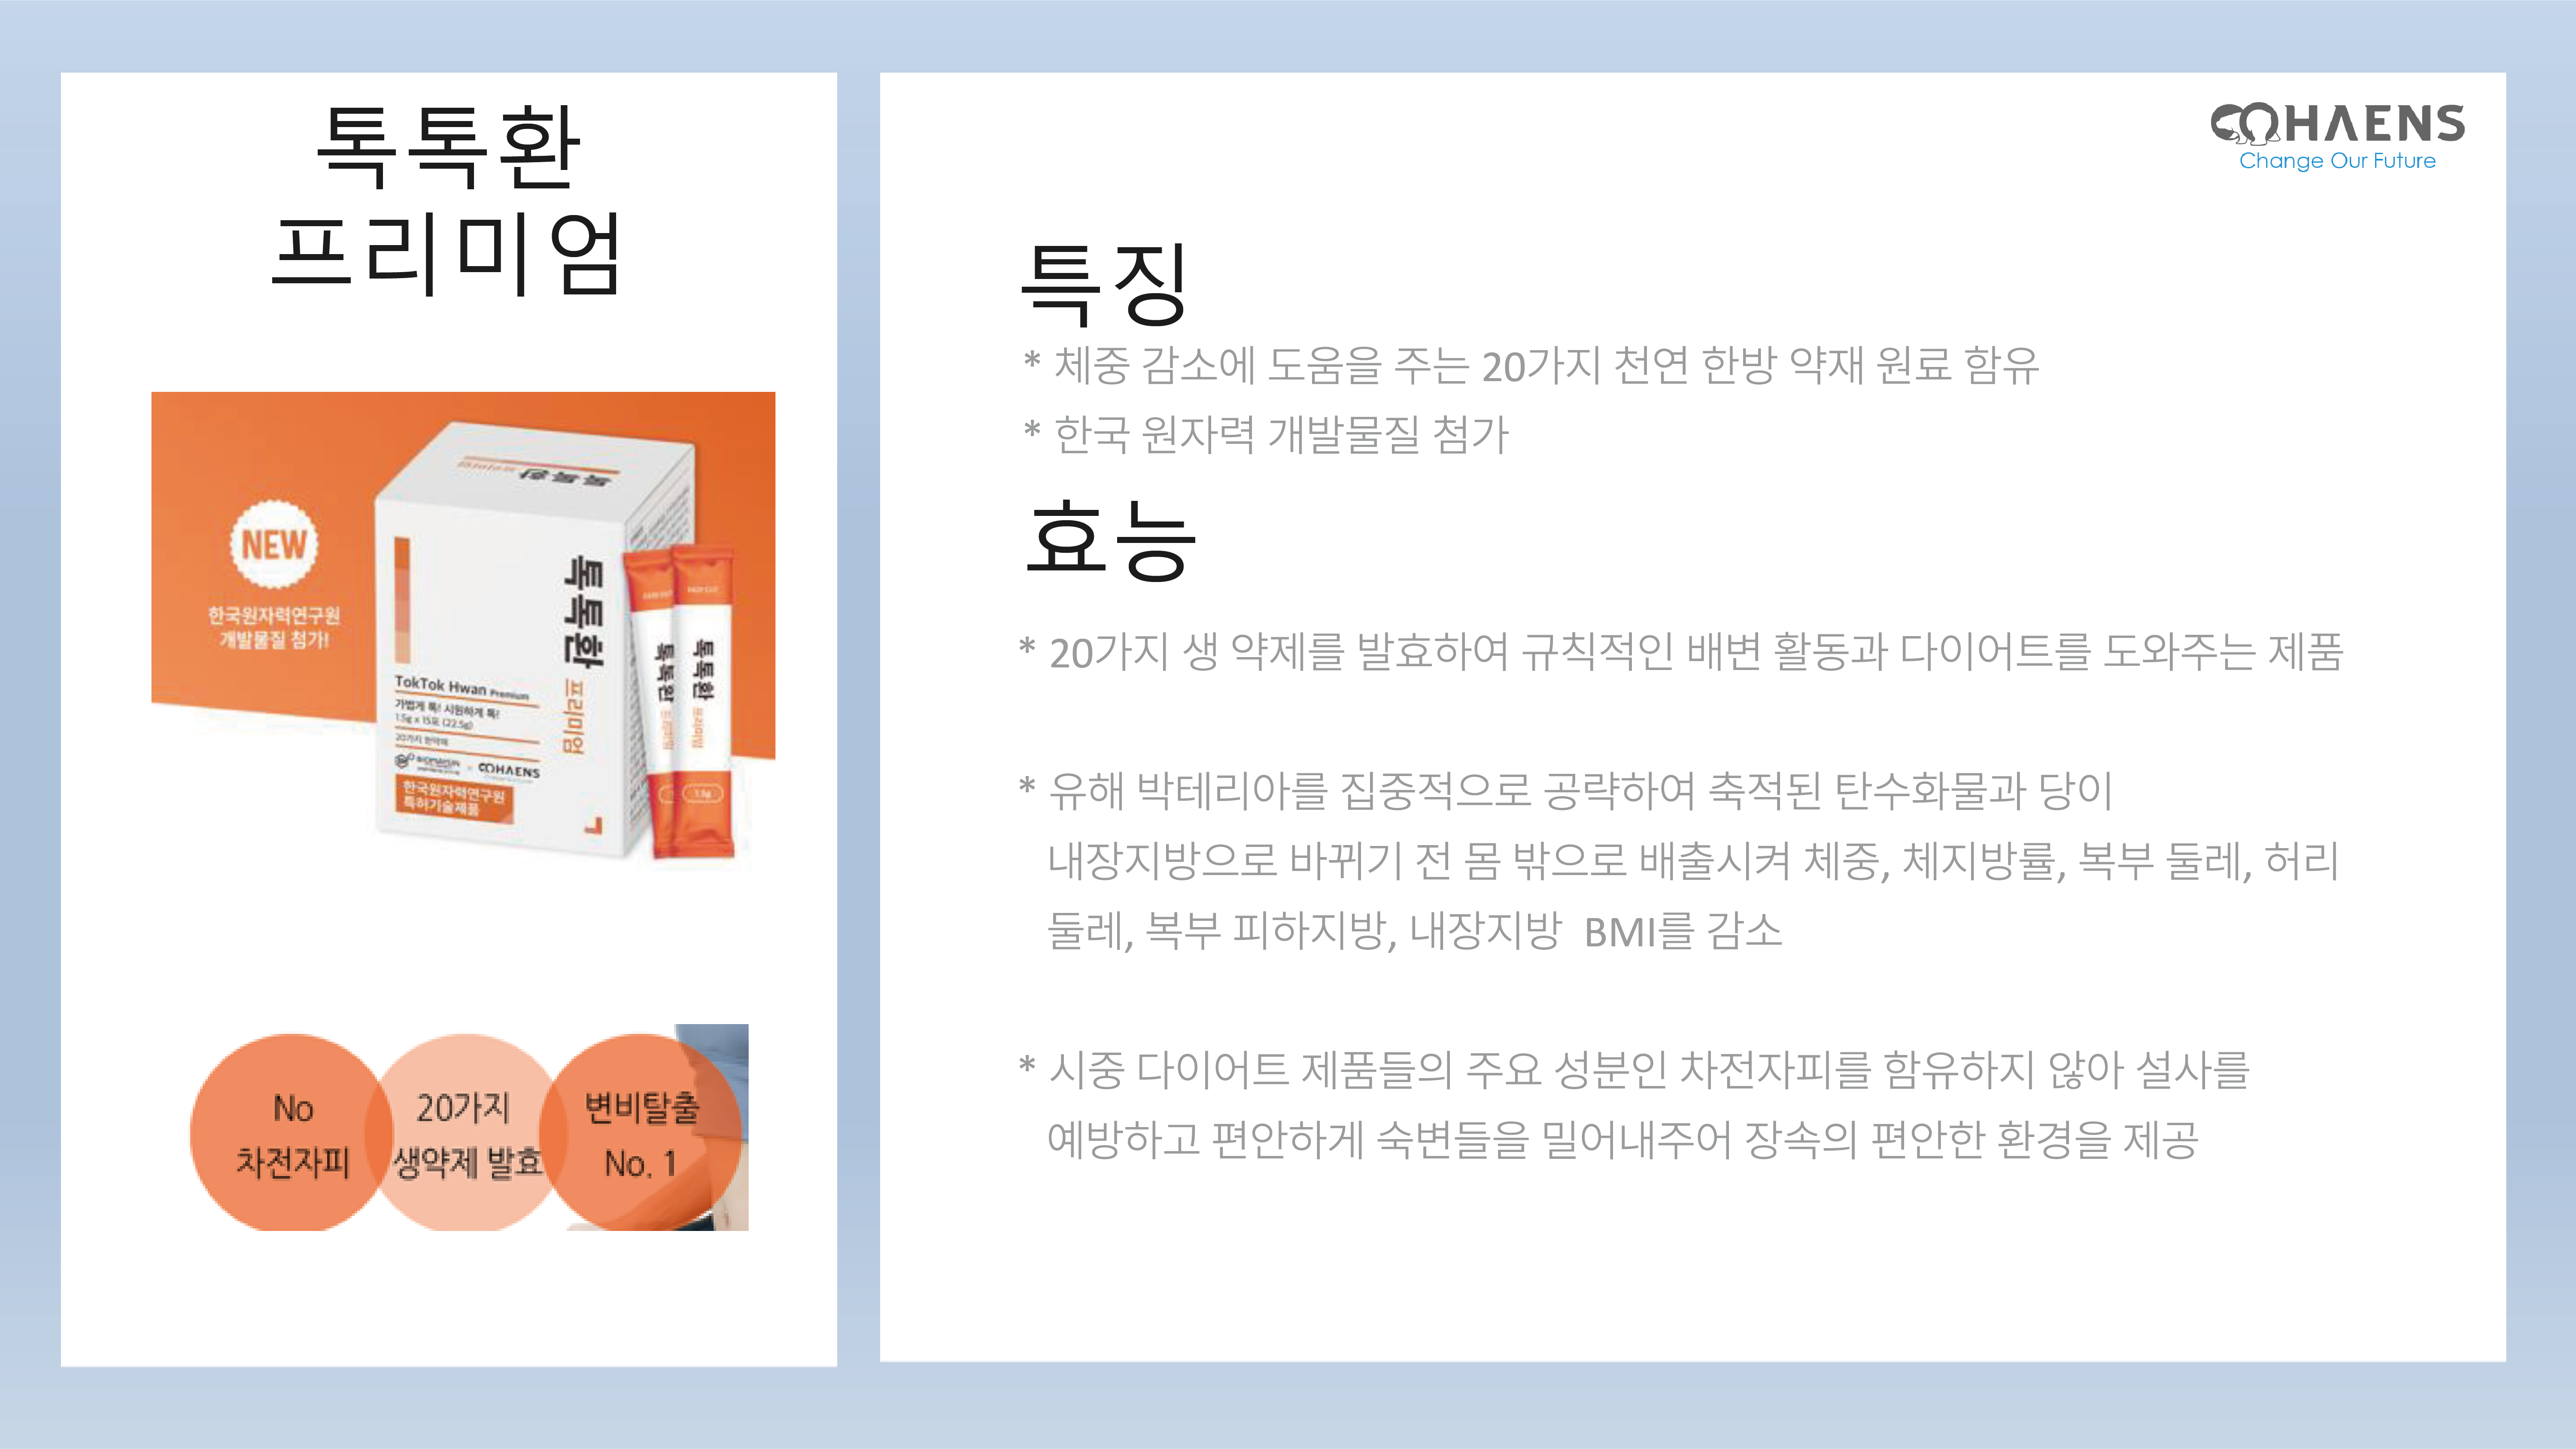 톡톡환
프리미엄
NEW
한국원자력연구원
개발물질 첨가!
톡톡환
톡톡환 프리미엄
TokTok Hwan Premium
가볍게 톡! 시원하게 톡!
1.5g x 15포 (22.5g)
20가지 한약재
COHAENS
한국원자력연구원
특허기술제품
EASY CUT
톡톡환 프리미엄
톡톡환 프리미엄
1.5g
No
차전자피
20가지
생약제 발효
변비탈출
No. 1
COHAENS
Change Our Future
특징
* 체중 감소에 도움을 주는 20가지 천연 한방 약재 원료 함유
* 한국 원자력 개발물질 첨가
효능
* 20가지 생 약제를 발효하여 규칙적인 배변 활동과 다이어트를 도와주는 제품
* 유해 박테리아를 집중적으로 공략하여 축적된 탄수화물과 당이
내장지방으로 바뀌기 전 몸 밖으로 배출시켜 체중, 체지방률, 복부 둘레, 허리
둘레, 복부 피하지방, 내장지방 BMI를 감소
* 시중 다이어트 제품들의 주요 성분인 차전자피를 함유하지 않아 설사를
예방하고 편안하게 숙변들을 밀어내주어 장속의 편안한 환경을 제공